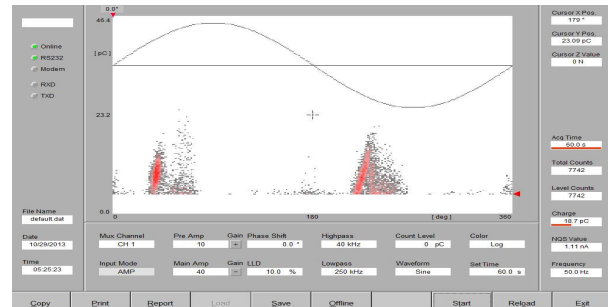 0.0°
46.4
[ pC ]
23.2
0.0
0
180
[ deg ]
360
Online
RS232
Modem
RXD
TXD
File Name
default.dat
Date
10/29/2013
Time
05:25:23
Mux Channel
CH 1
Pre Amp
10
Gain
+
Phase Shift
0.0 °
Highpass
40 kHz
Count Level
0 pC
Color
Log
Input Mode
AMP
Main Amp
40
Gain
-
LLD
10.0 %
Lowpass
250 kHz
Waveform
Sine
Set Time
60.0 s
Cursor X Pos.
179 °
Cursor Y Pos.
23.09 pC
Cursor Z Value
0 N
Acq Time
60.0 s
Total Counts
7742
Level Counts
7742
Charge
18.7 pC
NQS Value
1.11 nA
Frequency
50.0 Hz
Copy
Print
Report
Load
Save
Offline
Start
Reload
Exit